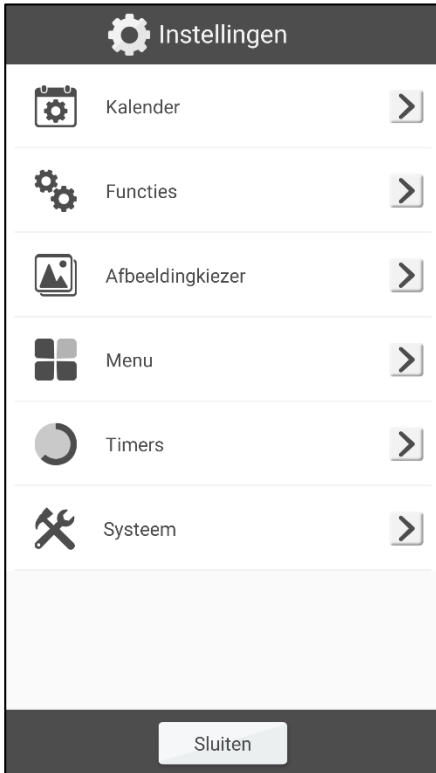 Instellingen
Kalender
Functies
Afbeeldingkiezer
Menu
Timers
Systeem
Sluiten